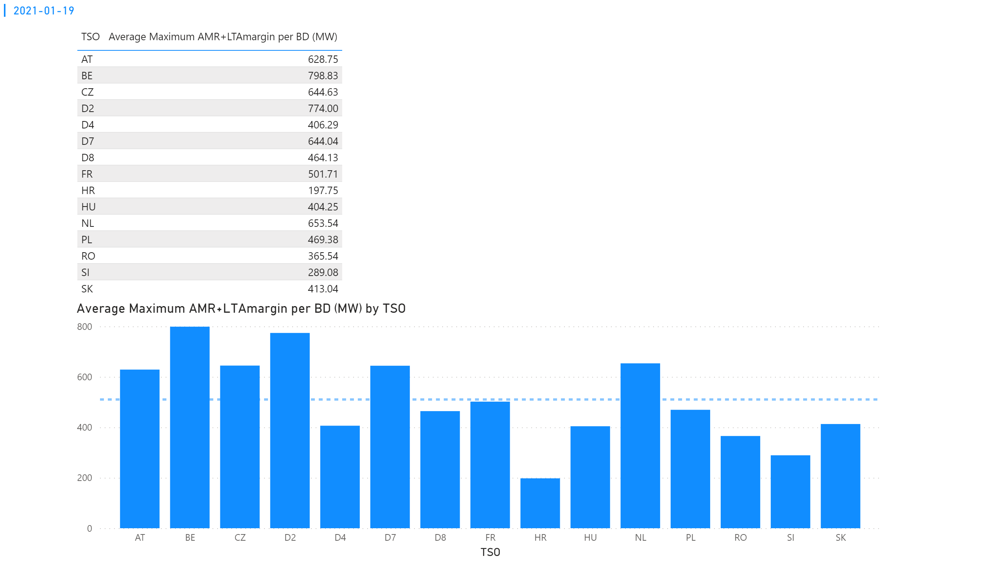 2021-01-19
TSO Average Maximum AMR+LTAmargin per BD (MW)
AT 628.75
BE 798.83
CZ 644.63
D2 774.00
D4 406.29
D7 644.04
D8 464.13
FR 501.71
HR 197.75
HU 404.25
NL 653.54
PL 469.38
RO 365.54
SI 289.08
SK 413.04
Average Maximum AMR+LTAmargin per BD (MW) by TSO
800
600
400
200
0
AT BE CZ D2 D4 D7 D8 FR HR HU NL PL RO SI SK
TSO